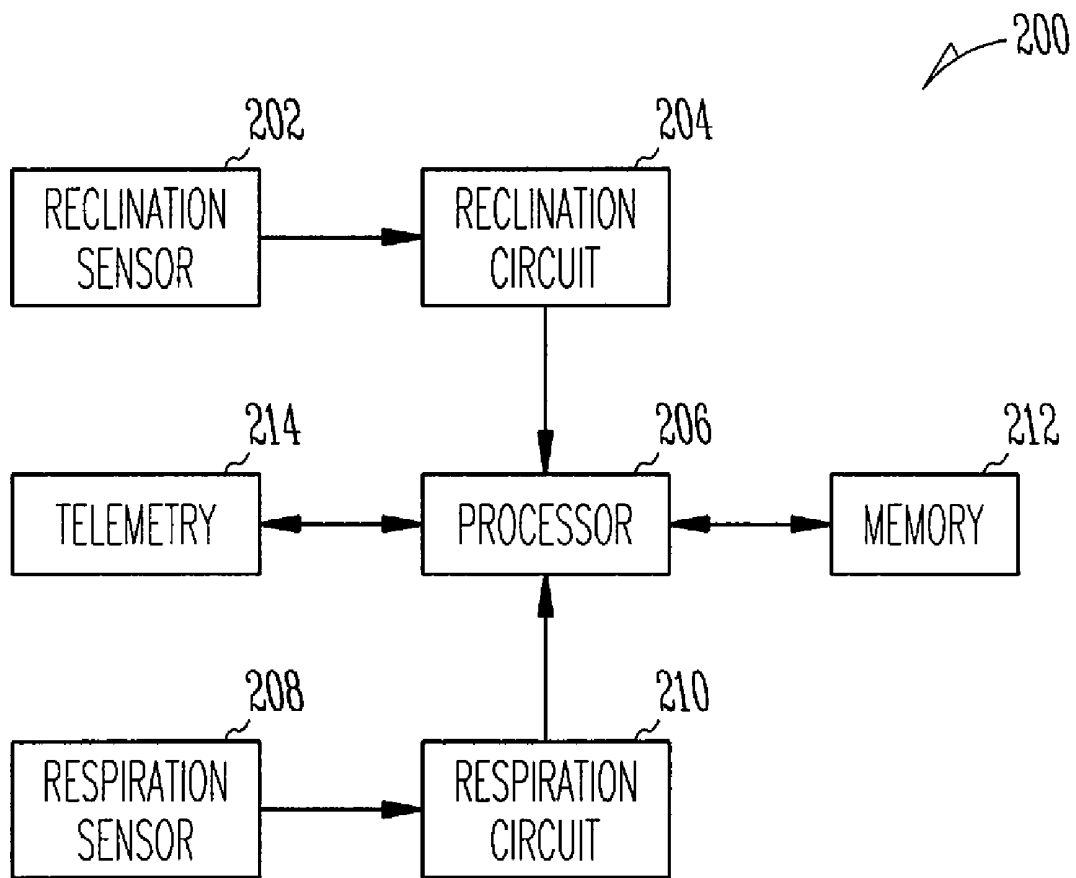 200
202
RECLINATION
SENSOR
204
RECLINATION
CIRCUIT
214
TELEMETRY
206
PROCESSOR
212
MEMORY
208
RESPIRATION
SENSOR
210
RESPIRATION
CIRCUIT